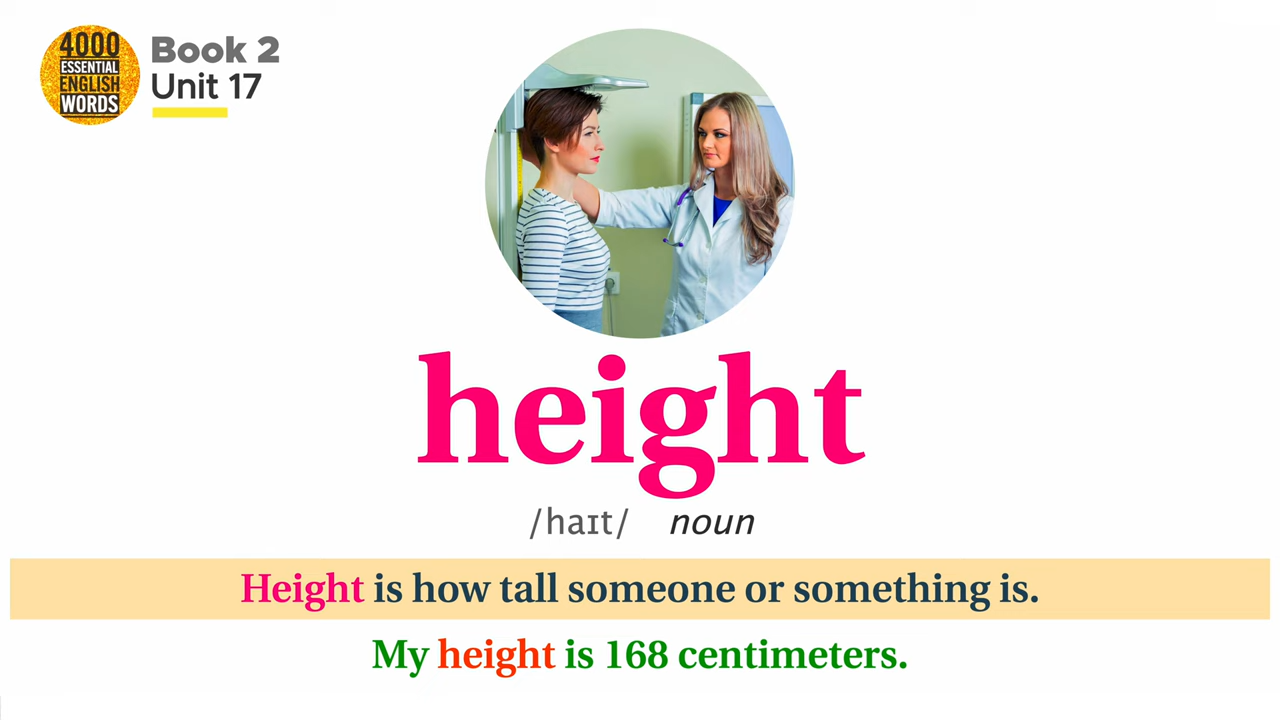 4000
ESSENTIAL
ENGLISH
WORDS
Book 2
Unit 17
height
/haɪt/ noun
Height is how tall someone or something is.
My height is 168 centimeters.